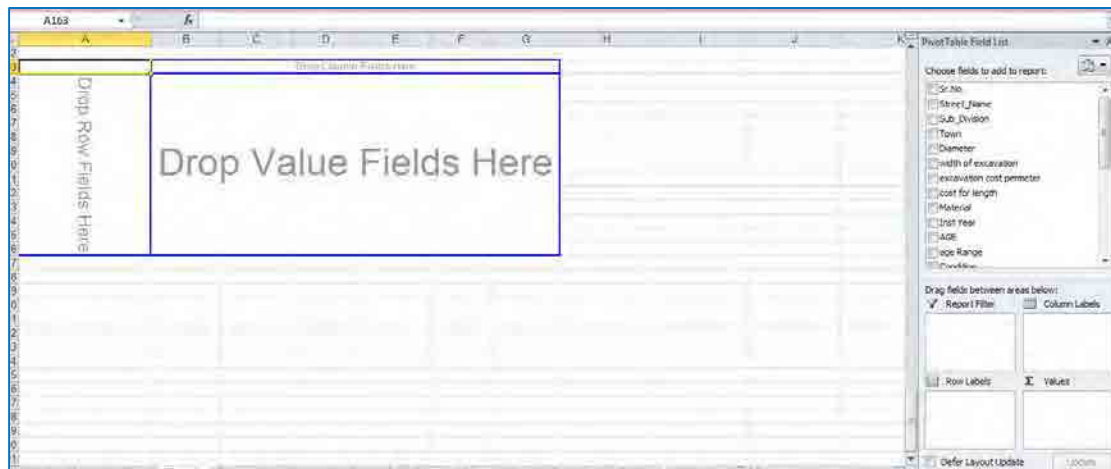 A163
fx
A B C D E F G H I J K
Drop Column Fields Here
Drop Row Fields Here
Drop Value Fields Here
PivotTable Field List
Choose fields to add to report:
Sr.No
Street_Name
Sub_Division
Town
Diameter
width of excavation
excavation cost permeter
cost for length
Material
Inst Year
AGE
age Range
Condition
Drag fields between areas below:
Report Filter
Column Labels
Row Labels
Σ Values
Defer Layout Update
Update